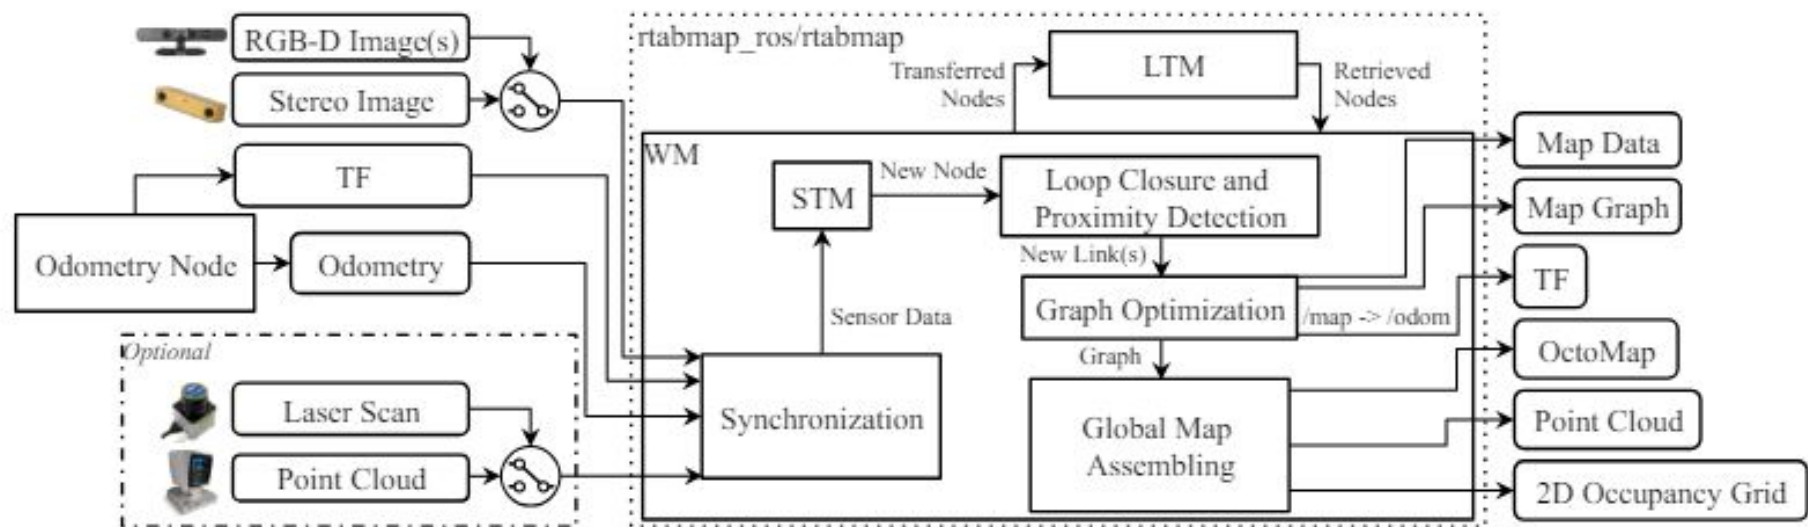 RGB-D Image(s)
Stereo Image
TF
Odometry Node
Odometry
Optional
Laser Scan
Point Cloud
rtabmap_ros/rtabmap
Transferred
Nodes
LTM
Retrieved
Nodes
WM
STM
New Node
Loop Closure and
Proximity Detection
New Link(s)
Graph Optimization
/map -> /odom
Sensor Data
Graph
Synchronization
Global Map
Assembling
Map Data
Map Graph
TF
OctoMap
Point Cloud
2D Occupancy Grid